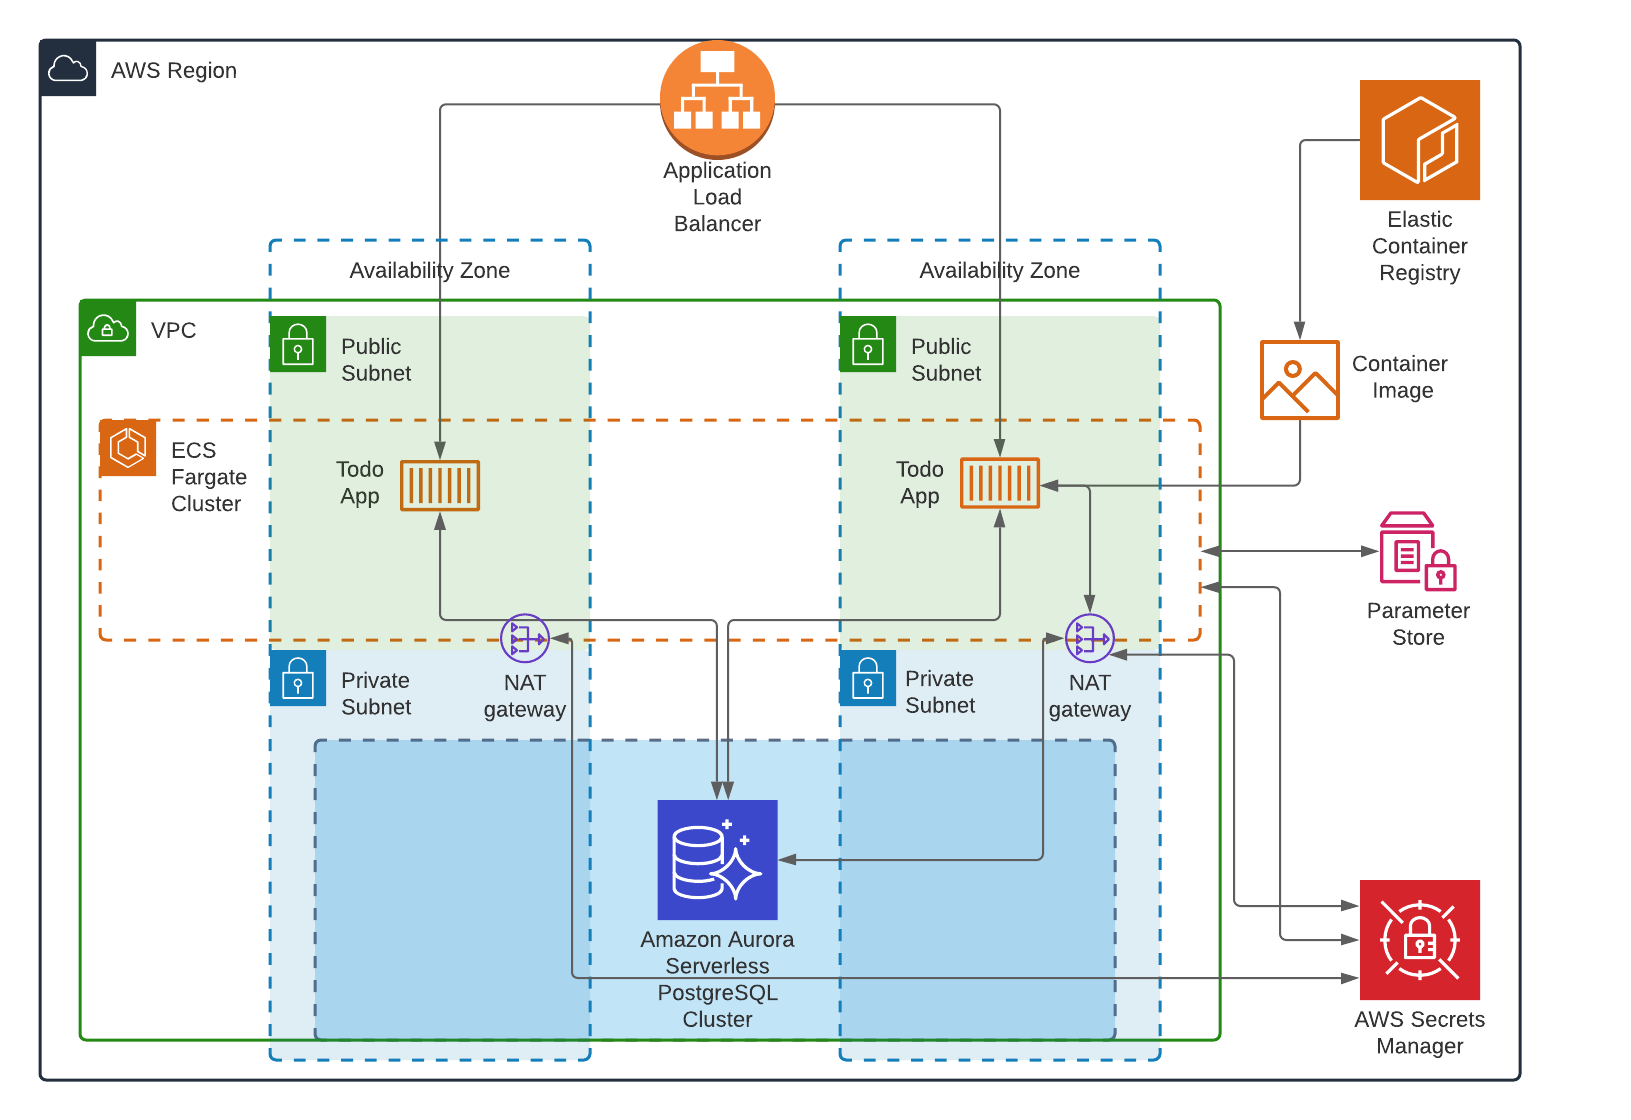 AWS Region
Application
Load
Balancer
Elastic
Container
Registry
Availability Zone
Availability Zone
VPC
Public
Subnet
Public
Subnet
Container
Image
ECS
Fargate
Cluster
Todo
App
Todo
App
Parameter
Store
Private
Subnet
NAT
gateway
Private
Subnet
NAT
gateway
Amazon Aurora
Serverless
PostgreSQL
Cluster
AWS Secrets
Manager